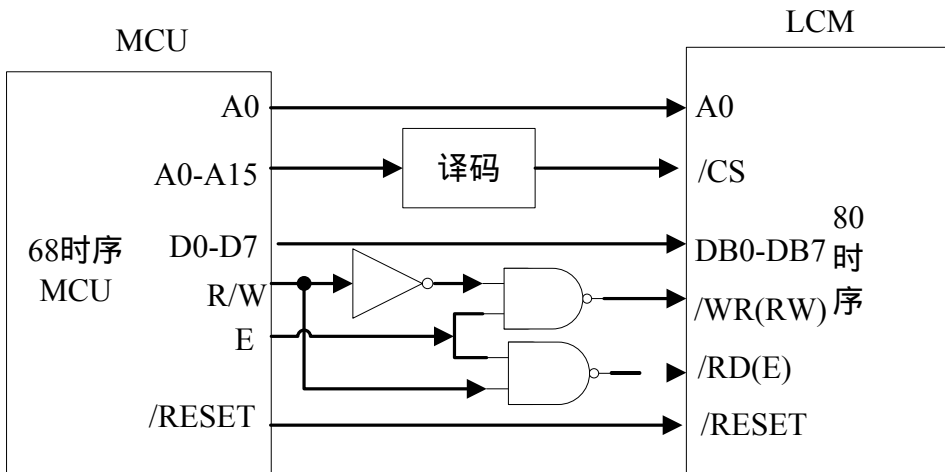 MCU
LCM
A0
A0
A0-A15
译码
/CS
D0-D7
DB0-DB7
68时序
MCU
80
时
序
R/W
/WR(RW)
E
/RD(E)
/RESET
/RESET